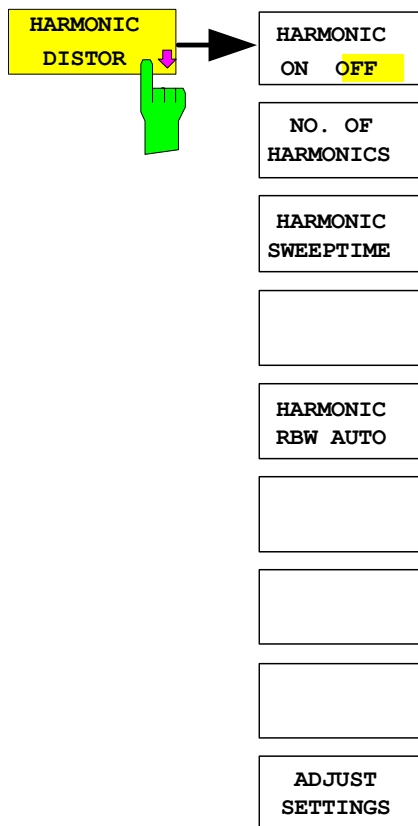 HARMONIC
DISTOR
HARMONIC
ON OFF
NO. OF
HARMONICS
HARMONIC
SWEEPTIME
HARMONIC
RBW AUTO
ADJUST
SETTINGS